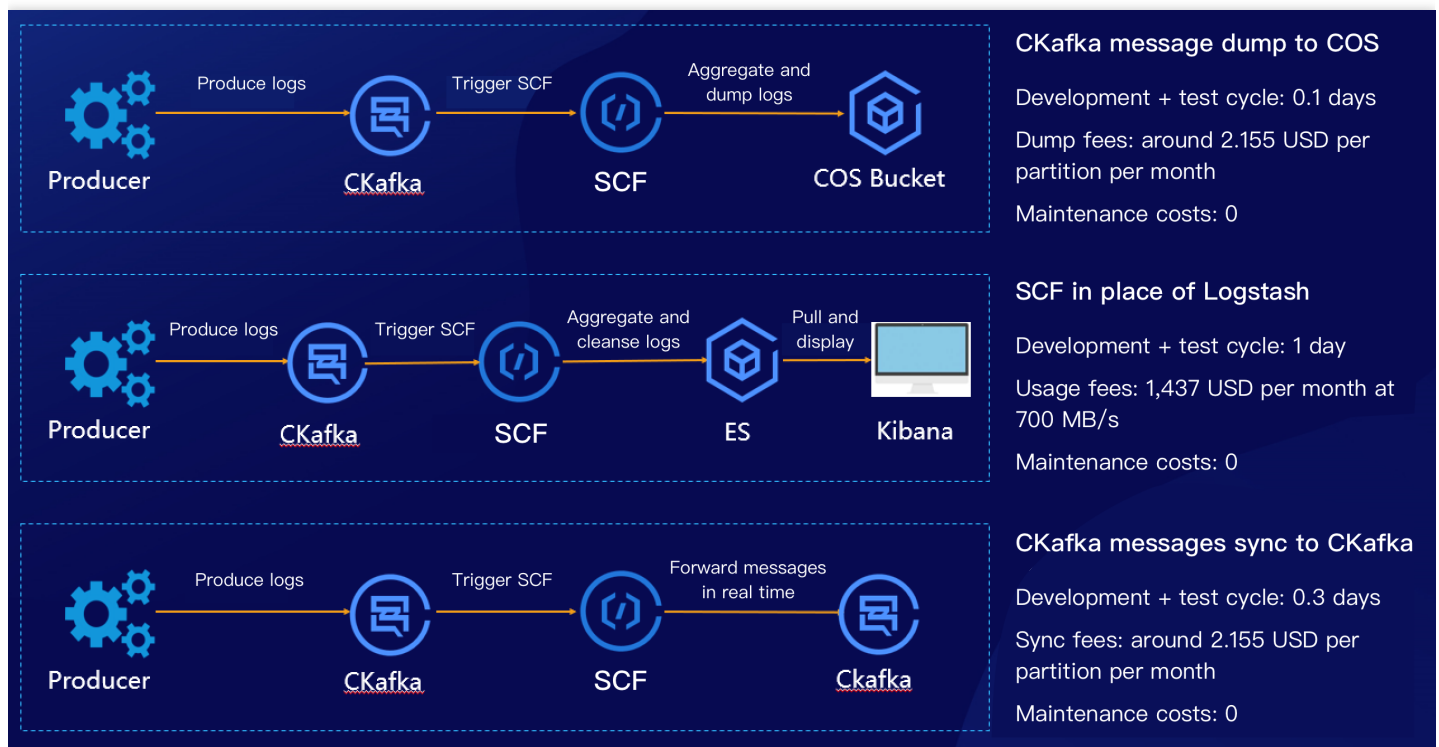 Produce logs
Trigger SCF
Aggregate and
dump logs
Producer
CKafka
SCF
COS Bucket
CKafka message dump to COS
Development + test cycle: 0.1 days
Dump fees: around 2.155 USD per
partition per month
Maintenance costs: 0
Produce logs
Trigger SCF
Aggregate and
cleanse logs
Pull and
display
Producer
CKafka
SCF
ES
Kibana
SCF in place of Logstash
Development + test cycle: 1 day
Usage fees: 1,437 USD per month at
700 MB/s
Maintenance costs: 0
Produce logs
Trigger SCF
Forward messages
in real time
Producer
CKafka
SCF
Ckafka
CKafka messages sync to CKafka
Development + test cycle: 0.3 days
Sync fees: around 2.155 USD per
partition per month
Maintenance costs: 0